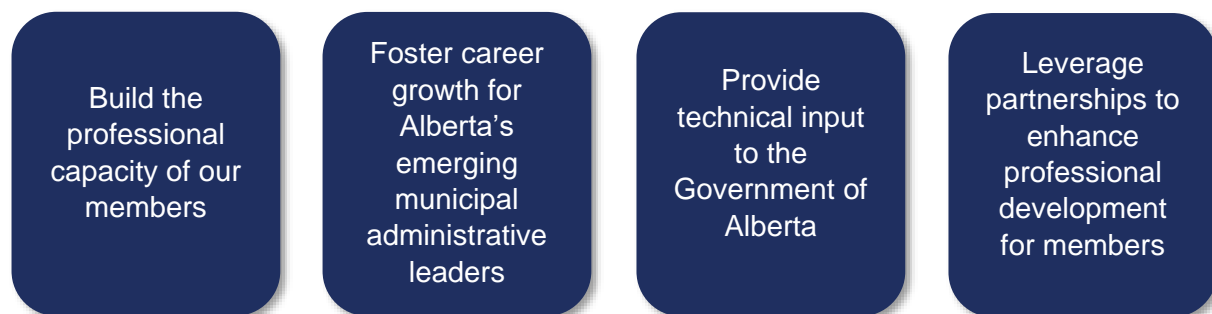 Build the
professional
capacity of our
members
Foster career
growth for
Alberta’s
emerging
municipal
administrative
leaders
Provide
technical input
to the
Government of
Alberta
Leverage
partnerships to
enhance
professional
development
for members